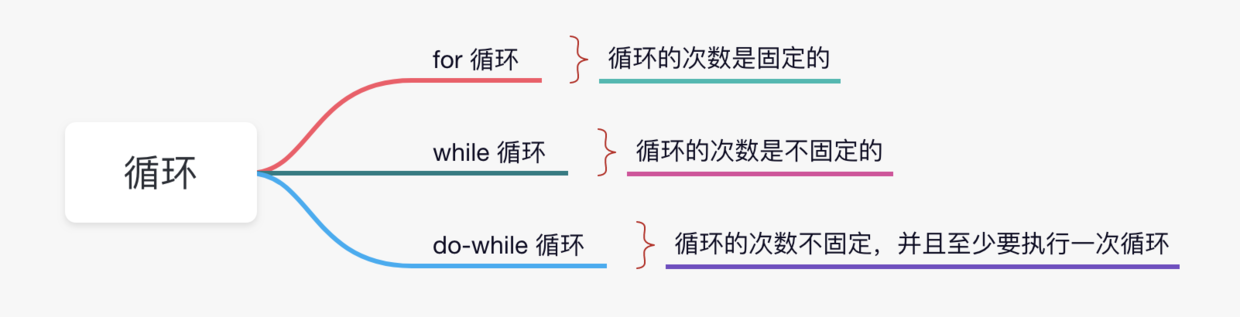 循环
for 循环
循环的次数是固定的
while 循环
循环的次数是不固定的
do-while 循环
循环的次数不固定，并且至少要执行一次循环